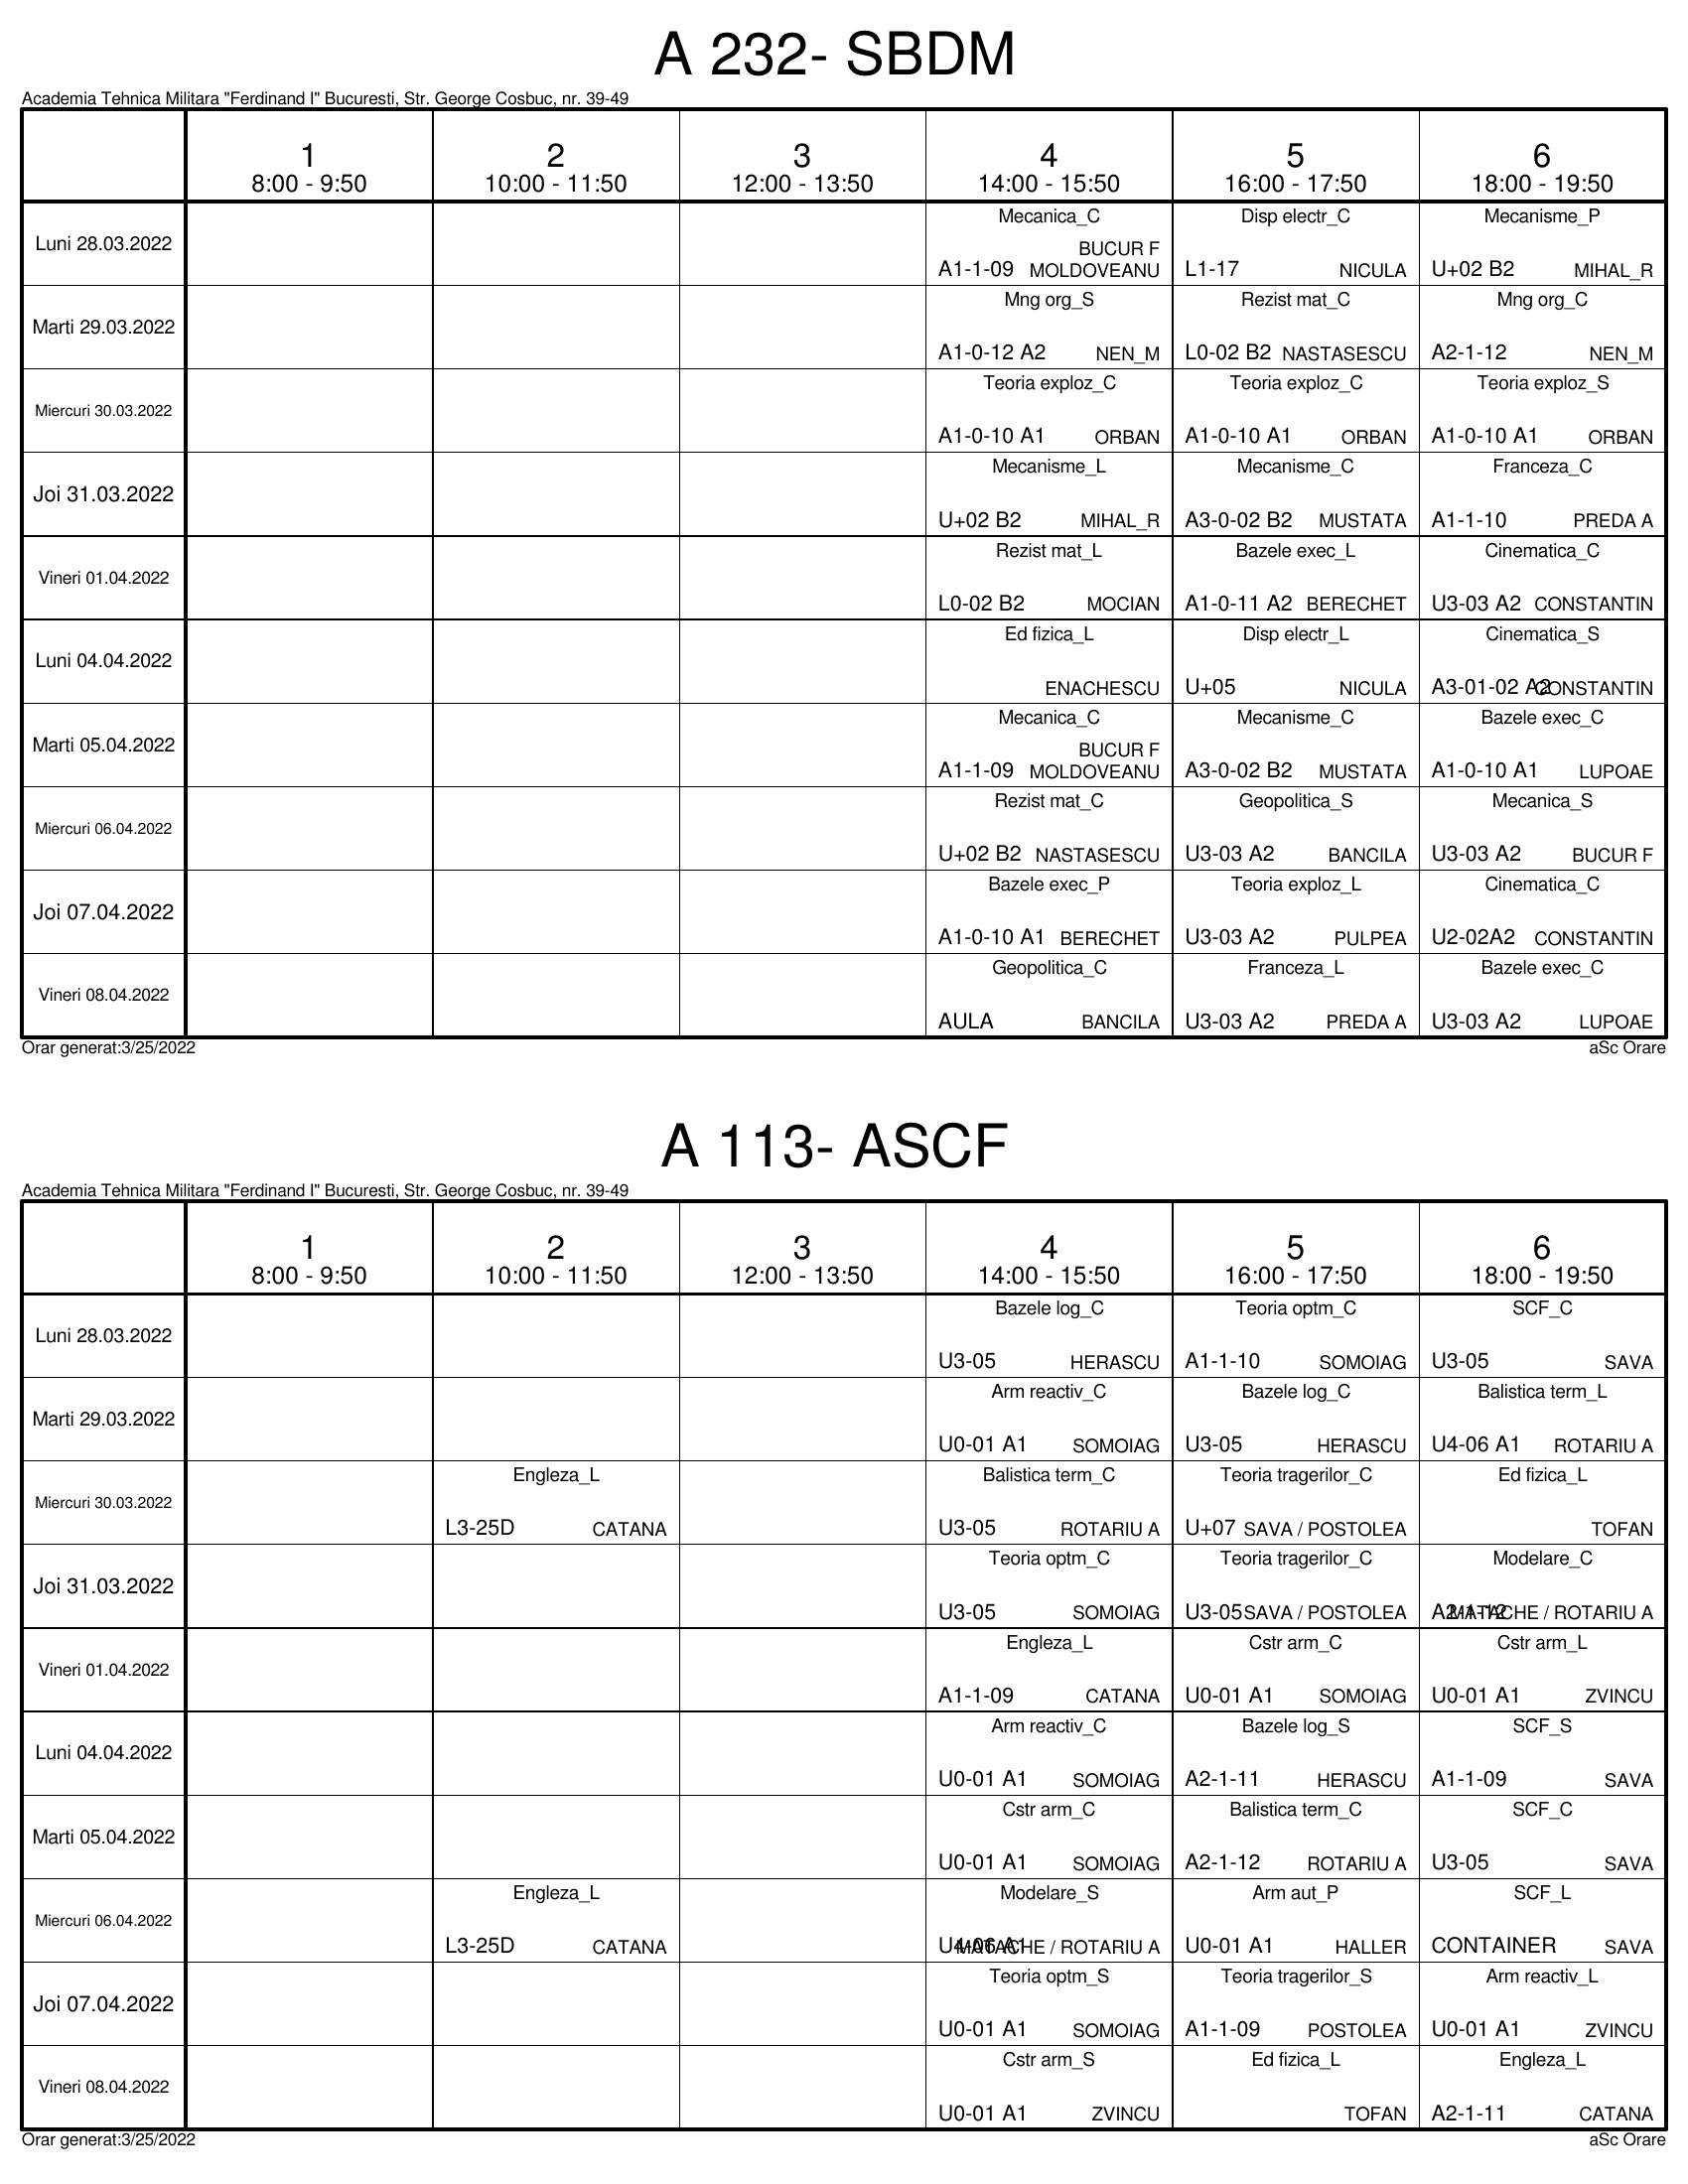 A 232- SBDM
Academia Tehnica Militara "Ferdinand I" Bucuresti, Str. George Cosbuc, nr. 39-49
1 2 3 4 5 6
8:00 - 9:50 10:00 - 11:50 12:00 - 13:50 14:00 - 15:50 16:00 - 17:50 18:00 - 19:50
Luni 28.03.2022
Mecanica_C
BUCUR F
A1-1-09 MOLDOVEANU
Disp electr_C
L1-17 NICULA
Mecanisme_P
U+02 B2 MIHAL_R
Marti 29.03.2022
Mng org_S
A1-0-12 A2 NEN_M
Rezist mat_C
L0-02 B2 NASTASESCU
Mng org_C
A2-1-12 NEN_M
Miercuri 30.03.2022
Teoria exploz_C
A1-0-10 A1 ORBAN
Teoria exploz_C
A1-0-10 A1 ORBAN
Teoria exploz_S
A1-0-10 A1 ORBAN
Joi 31.03.2022
Mecanisme_L
U+02 B2 MIHAL_R
Mecanisme_C
A3-0-02 B2 MUSTATA
Franceza_C
A1-1-10 PREDA A
Vineri 01.04.2022
Rezist mat_L
L0-02 B2 MOCIAN
Bazele exec_L
A1-0-11 A2 BERECHET
Cinematica_C
U3-03 A2 CONSTANTIN
Luni 04.04.2022
Ed fizica_L
ENACHESCU
Disp electr_L
U+05 NICULA
Cinematica_S
A3-01-02 A2 CONSTANTIN
Marti 05.04.2022
Mecanica_C
BUCUR F
A1-1-09 MOLDOVEANU
Mecanisme_C
A3-0-02 B2 MUSTATA
Bazele exec_C
A1-0-10 A1 LUPOAE
Miercuri 06.04.2022
Rezist mat_C
U+02 B2 NASTASESCU
Geopolitica_S
U3-03 A2 BANCILA
Mecanica_S
U3-03 A2 BUCUR F
Joi 07.04.2022
Bazele exec_P
A1-0-10 A1 BERECHET
Teoria exploz_L
U3-03 A2 PULPEA
Cinematica_C
U2-02A2 CONSTANTIN
Vineri 08.04.2022
Geopolitica_C
AULA BANCILA
Franceza_L
U3-03 A2 PREDA A
Bazele exec_C
U3-03 A2 LUPOAE
Orar generat:3/25/2022 aSc Orare
A 113- ASCF
Academia Tehnica Militara "Ferdinand I" Bucuresti, Str. George Cosbuc, nr. 39-49
1 2 3 4 5 6
8:00 - 9:50 10:00 - 11:50 12:00 - 13:50 14:00 - 15:50 16:00 - 17:50 18:00 - 19:50
Luni 28.03.2022
Bazele log_C
U3-05 HERASCU
Teoria optm_C
A1-1-10 SOMOIAG
SCF_C
U3-05 SAVA
Marti 29.03.2022
Arm reactiv_C
U0-01 A1 SOMOIAG
Bazele log_C
U3-05 HERASCU
Balistica term_L
U4-06 A1 ROTARIU A
Miercuri 30.03.2022
Engleza_L
L3-25D CATANA
Balistica term_C
U3-05 ROTARIU A
Teoria tragerilor_C
U+07 SAVA / POSTOLEA
Ed fizica_L
TOFAN
Joi 31.03.2022
Teoria optm_C
U3-05 SOMOIAG
Teoria tragerilor_C
U3-05 SAVA / POSTOLEA
Modelare_C
A2-1-12 MATACHE / ROTARIU A
Vineri 01.04.2022
Engleza_L
A1-1-09 CATANA
Cstr arm_C
U0-01 A1 SOMOIAG
Cstr arm_L
U0-01 A1 ZVINCU
Luni 04.04.2022
Arm reactiv_C
U0-01 A1 SOMOIAG
Bazele log_S
A2-1-11 HERASCU
SCF_S
A1-1-09 SAVA
Marti 05.04.2022
Cstr arm_C
U0-01 A1 SOMOIAG
Balistica term_C
A2-1-12 ROTARIU A
SCF_C
U3-05 SAVA
Miercuri 06.04.2022
Engleza_L
L3-25D CATANA
Modelare_S
U4-06 A1 MATACHE / ROTARIU A
Arm aut_P
U0-01 A1 HALLER
SCF_L
CONTAINER SAVA
Joi 07.04.2022
Teoria optm_S
U0-01 A1 SOMOIAG
Teoria tragerilor_S
A1-1-09 POSTOLEA
Arm reactiv_L
U0-01 A1 ZVINCU
Vineri 08.04.2022
Cstr arm_S
U0-01 A1 ZVINCU
Ed fizica_L
TOFAN
Engleza_L
A2-1-11 CATANA
Orar generat:3/25/2022 aSc Orare